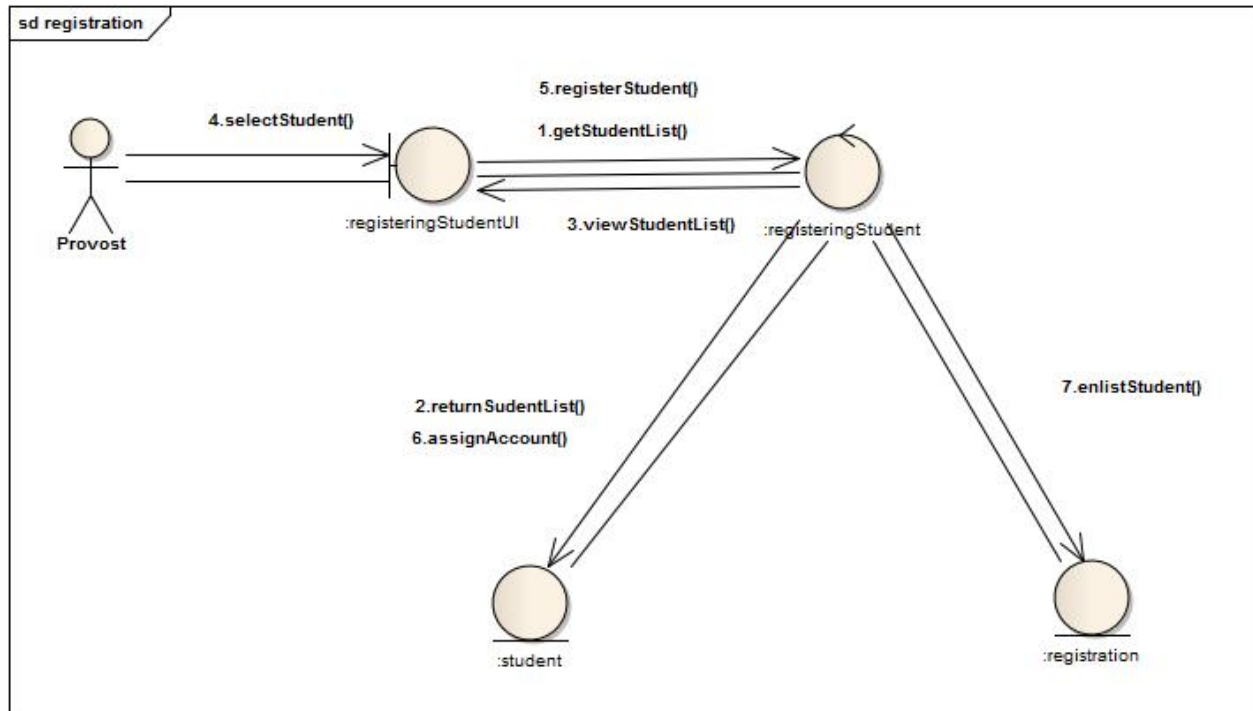 sd registration
5.registerStudent()
4.selectStudent()
1.getStudentList()
:registeringStudentUI
3.viewStudentList()
:registeringStudent
Provost
2.returnSudentList()
7.enlistStudent()
6.assignAccount()
:student
:registration